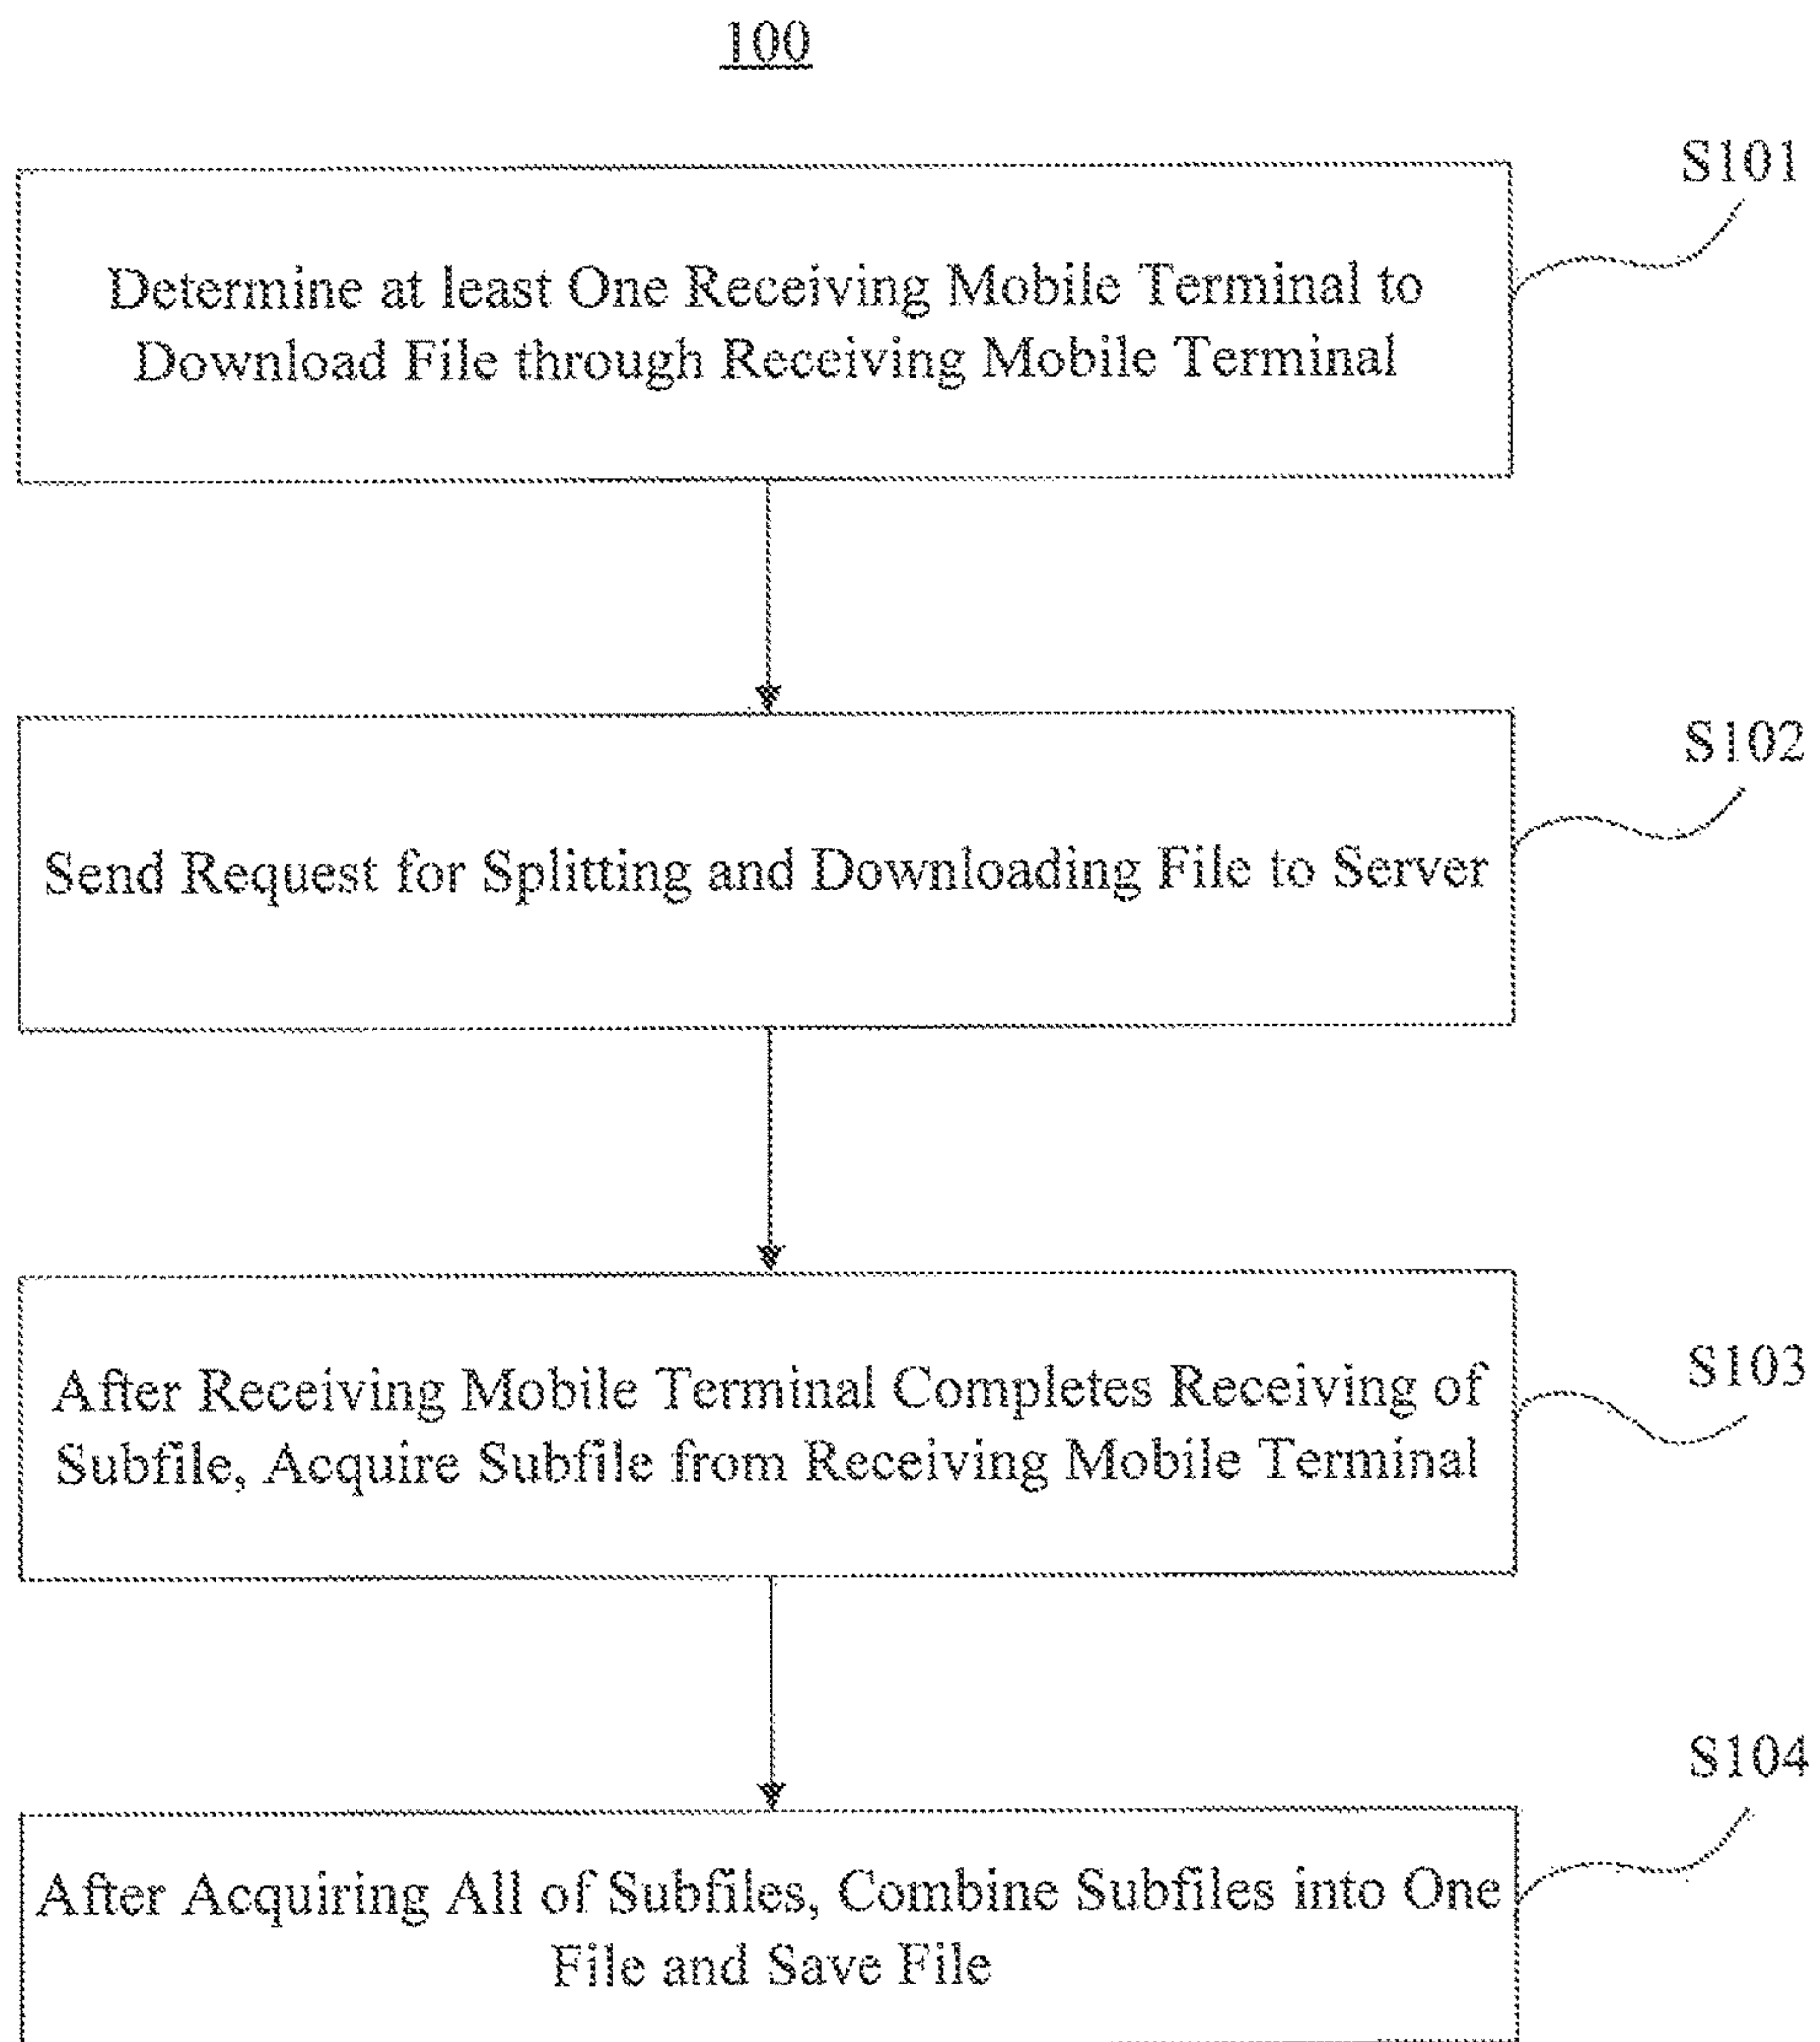 100
S101
Determine at least One Receiving Mobile Terminal to
Download File through Receiving Mobile Terminal
S102
Send Request for Splitting and Downloading File to Server
S103
After Receiving Mobile Terminal Completes Receiving of
Subfile, Acquire Subfile from Receiving Mobile Terminal
S104
After Acquiring All of Subfiles, Combine Subfiles into One
File and Save File